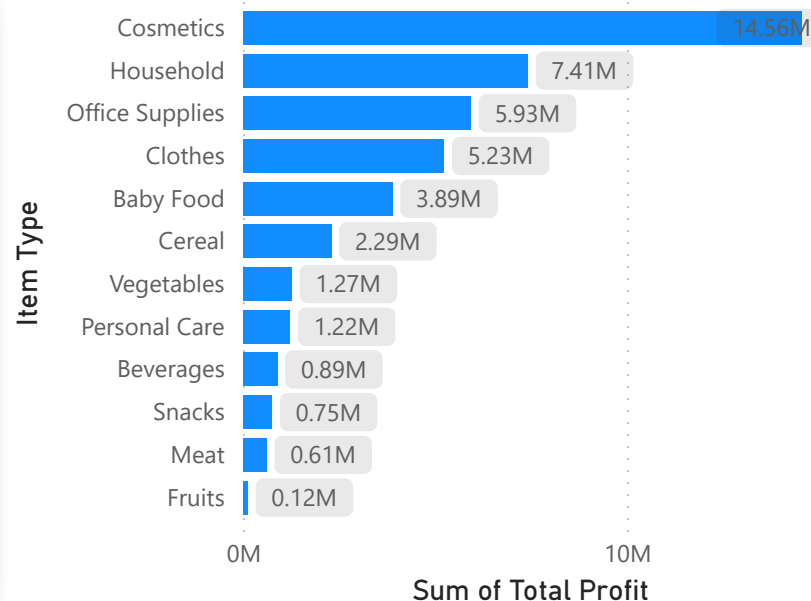 Item Type
Cosmetics 14.56M
Household 7.41M
Office Supplies 5.93M
Clothes 5.23M
Baby Food 3.89M
Cereal 2.29M
Vegetables 1.27M
Personal Care 1.22M
Beverages 0.89M
Snacks 0.75M
Meat 0.61M
Fruits 0.12M
0M 10M
Sum of Total Profit